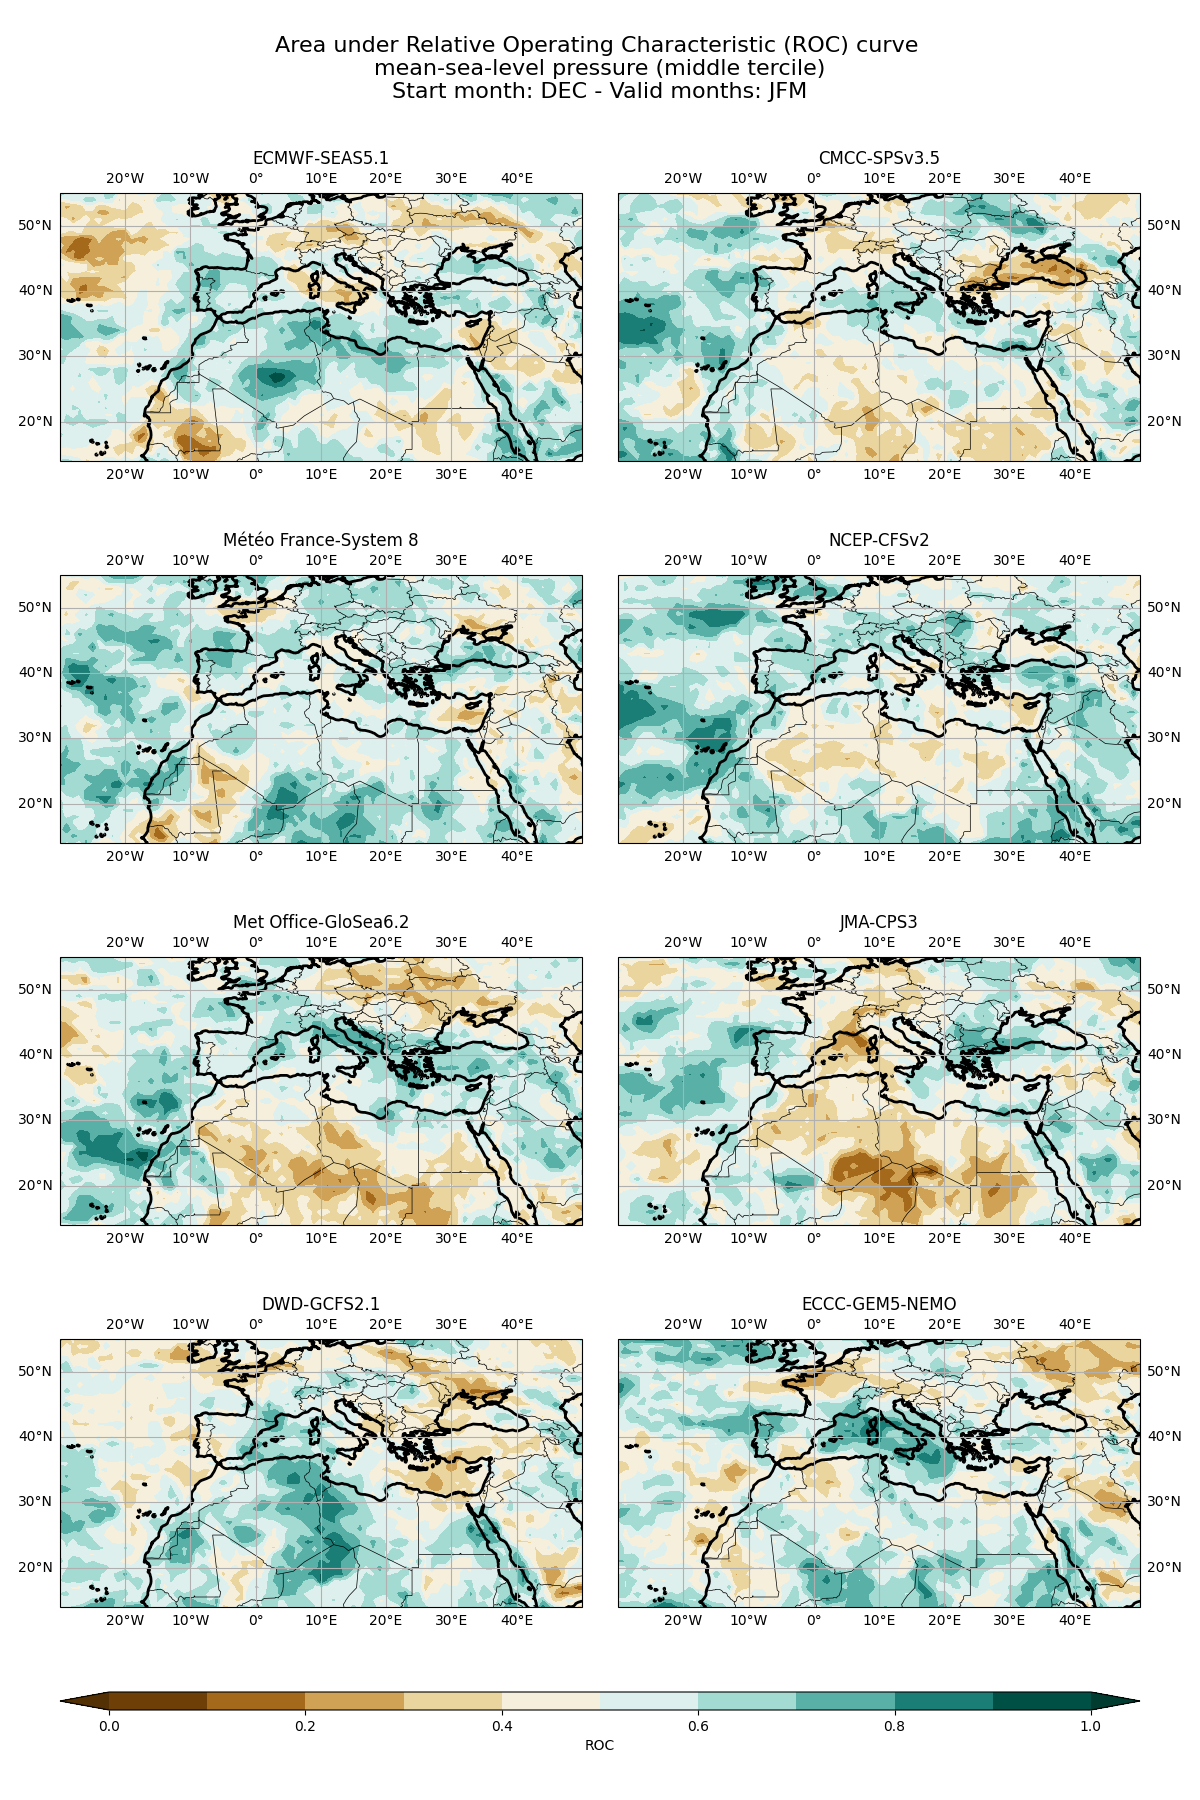 Area under Relative Operating Characteristic (ROC) curve
mean-sea-level pressure (middle tercile)
Start month: DEC - Valid months: JFM
ECMWF-SEAS5.1
20°W 10°W 0° 10°E 20°E 30°E 40°E
50°N
40°N
30°N
20°N
20°W 10°W 0° 10°E 20°E 30°E 40°E
CMCC-SPSv3.5
20°W 10°W 0° 10°E 20°E 30°E 40°E
50°N
40°N
30°N
20°N
20°W 10°W 0° 10°E 20°E 30°E 40°E
Météo France-System 8
20°W 10°W 0° 10°E 20°E 30°E 40°E
50°N
40°N
30°N
20°N
20°W 10°W 0° 10°E 20°E 30°E 40°E
NCEP-CFSv2
20°W 10°W 0° 10°E 20°E 30°E 40°E
50°N
40°N
30°N
20°N
20°W 10°W 0° 10°E 20°E 30°E 40°E
Met Office-GloSea6.2
20°W 10°W 0° 10°E 20°E 30°E 40°E
50°N
40°N
30°N
20°N
20°W 10°W 0° 10°E 20°E 30°E 40°E
JMA-CPS3
20°W 10°W 0° 10°E 20°E 30°E 40°E
50°N
40°N
30°N
20°N
20°W 10°W 0° 10°E 20°E 30°E 40°E
DWD-GCFS2.1
20°W 10°W 0° 10°E 20°E 30°E 40°E
50°N
40°N
30°N
20°N
20°W 10°W 0° 10°E 20°E 30°E 40°E
ECCC-GEM5-NEMO
20°W 10°W 0° 10°E 20°E 30°E 40°E
50°N
40°N
30°N
20°N
20°W 10°W 0° 10°E 20°E 30°E 40°E
0.0 0.2 0.4 0.6 0.8 1.0
ROC